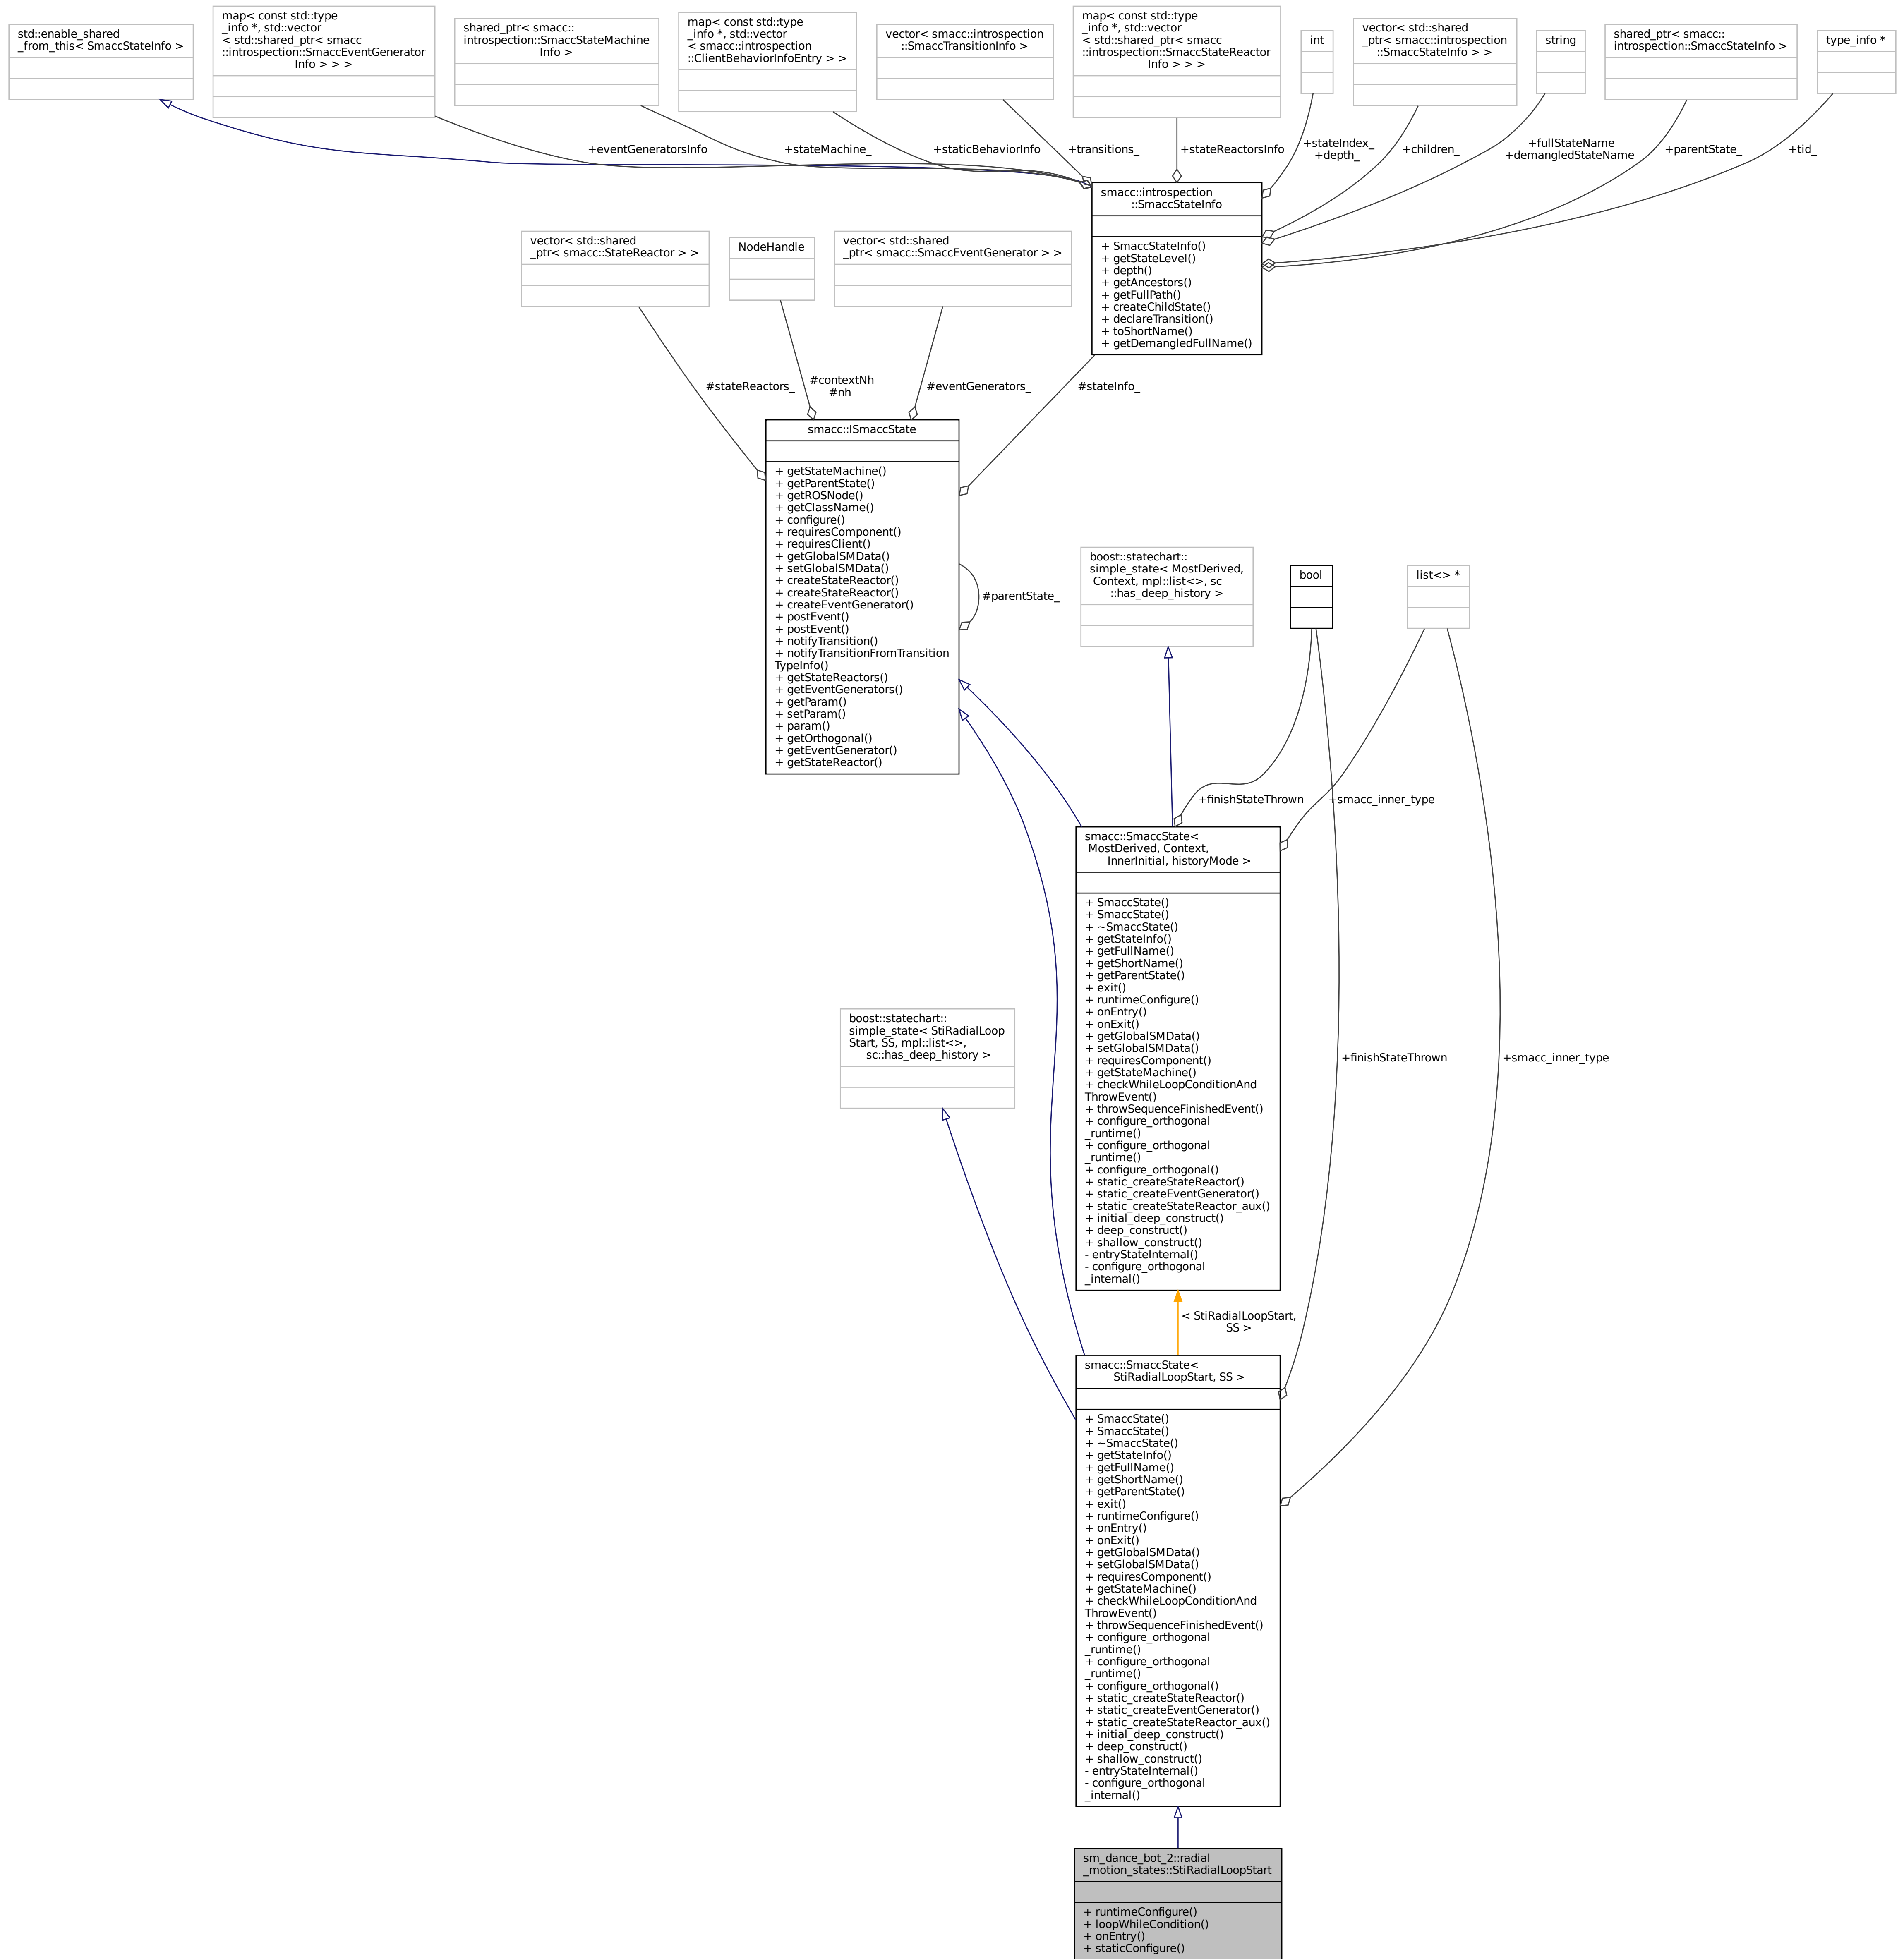 std::enable_shared
_from_this< SmaccStateInfo >
map< const std::type
_info *, std::vector
< std::shared_ptr< smacc
::introspection::SmaccEventGenerator
Info > > >
shared_ptr< smacc::
introspection::SmaccStateMachine
Info >
map< const std::type
_info *, std::vector
< smacc::introspection
::ClientBehaviorInfoEntry > >
vector< smacc::introspection
::SmaccTransitionInfo >
map< const std::type
_info *, std::vector
< std::shared_ptr< smacc
::introspection::SmaccStateReactor
Info > > >
int
vector< std::shared
_ptr< smacc::introspection
::SmaccStateInfo > >
string
shared_ptr< smacc::
introspection::SmaccStateInfo >
type_info *
+eventGeneratorsInfo
+stateMachine_
+staticBehaviorInfo
+transitions_
+stateReactorsInfo
+stateIndex_
+depth_
+children_
+fullStateName
+demangledStateName
+parentState_
+tid_
smacc::introspection
::SmaccStateInfo
+ SmaccStateInfo()
+ getStateLevel()
+ depth()
+ getAncestors()
+ getFullPath()
+ createChildState()
+ declareTransition()
+ toShortName()
+ getDemangledFullName()
vector< std::shared
_ptr< smacc::StateReactor > >
NodeHandle
vector< std::shared
_ptr< smacc::SmaccEventGenerator > >
#stateReactors_
#contextNh
#nh
#eventGenerators_
#stateInfo_
smacc::ISmaccState
+ getStateMachine()
+ getParentState()
+ getROSNode()
+ getClassName()
+ configure()
+ requiresComponent()
+ requiresClient()
+ getGlobalSMData()
+ setGlobalSMData()
+ createStateReactor()
+ createStateReactor()
+ createEventGenerator()
+ postEvent()
+ postEvent()
+ notifyTransition()
+ notifyTransitionFromTransition
TypeInfo()
+ getStateReactors()
+ getEventGenerators()
+ getParam()
+ setParam()
+ param()
+ getOrthogonal()
+ getEventGenerator()
+ getStateReactor()
#parentState_
boost::statechart::
simple_state< MostDerived,
Context, mpl::list<>, sc
::has_deep_history >
bool
list<> *
+finishStateThrown
+smacc_inner_type
smacc::SmaccState<
MostDerived, Context,
InnerInitial, historyMode >
+ SmaccState()
+ SmaccState()
+ ~SmaccState()
+ getStateInfo()
+ getFullName()
+ getShortName()
+ getParentState()
+ exit()
+ runtimeConfigure()
+ onEntry()
+ onExit()
+ getGlobalSMData()
+ setGlobalSMData()
+ requiresComponent()
+ getStateMachine()
+ checkWhileLoopConditionAnd
ThrowEvent()
+ throwSequenceFinishedEvent()
+ configure_orthogonal
_runtime()
+ configure_orthogonal
_runtime()
+ configure_orthogonal()
+ static_createStateReactor()
+ static_createEventGenerator()
+ static_createStateReactor_aux()
+ initial_deep_construct()
+ deep_construct()
+ shallow_construct()
- entryStateInternal()
- configure_orthogonal
_internal()
boost::statechart::
simple_state< StiRadialLoop
Start, SS, mpl::list<>,
sc::has_deep_history >
+finishStateThrown
+smacc_inner_type
< StiRadialLoopStart,
SS >
smacc::SmaccState<
StiRadialLoopStart, SS >
+ SmaccState()
+ SmaccState()
+ ~SmaccState()
+ getStateInfo()
+ getFullName()
+ getShortName()
+ getParentState()
+ exit()
+ runtimeConfigure()
+ onEntry()
+ onExit()
+ getGlobalSMData()
+ setGlobalSMData()
+ requiresComponent()
+ getStateMachine()
+ checkWhileLoopConditionAnd
ThrowEvent()
+ throwSequenceFinishedEvent()
+ configure_orthogonal
_runtime()
+ configure_orthogonal
_runtime()
+ configure_orthogonal()
+ static_createStateReactor()
+ static_createEventGenerator()
+ static_createStateReactor_aux()
+ initial_deep_construct()
+ deep_construct()
+ shallow_construct()
- entryStateInternal()
- configure_orthogonal
_internal()
sm_dance_bot_2::radial
_motion_states::StiRadialLoopStart
+ runtimeConfigure()
+ loopWhileCondition()
+ onEntry()
+ staticConfigure()